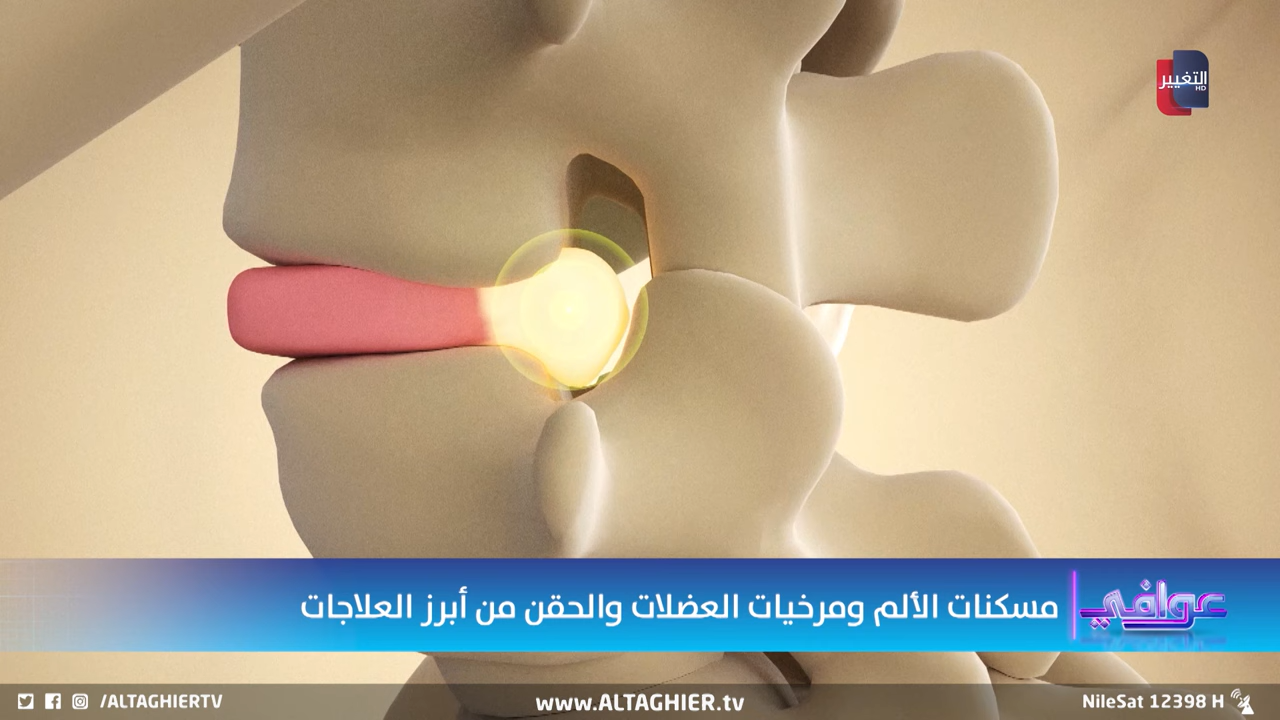 التغيير
HD
مسكنات الألم ومرخيات العضلات والحقن من أبرز العلاجات
عوافي
/ALTAGHIERTV
www.ALTAGHIER.tv
NileSat 12398 H